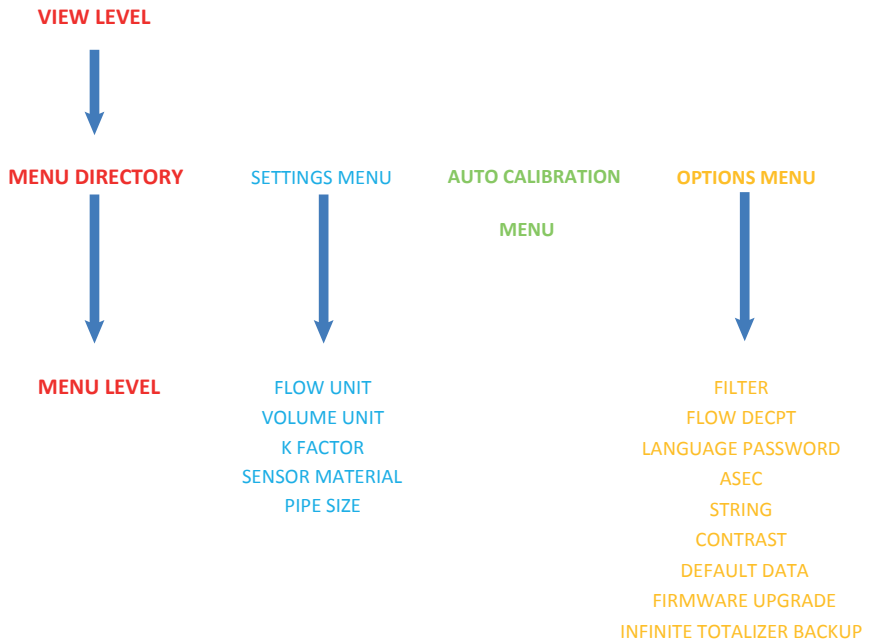 VIEW LEVEL
MENU DIRECTORY
SETTINGS MENU
AUTO CALIBRATION
MENU
OPTIONS MENU
MENU LEVEL
FLOW UNIT
VOLUME UNIT
K FACTOR
SENSOR MATERIAL
PIPE SIZE
FILTER
FLOW DECPT
LANGUAGE PASSWORD
ASEC
STRING
CONTRAST
DEFAULT DATA
FIRMWARE UPGRADE
INFINITE TOTALIZER BACKUP